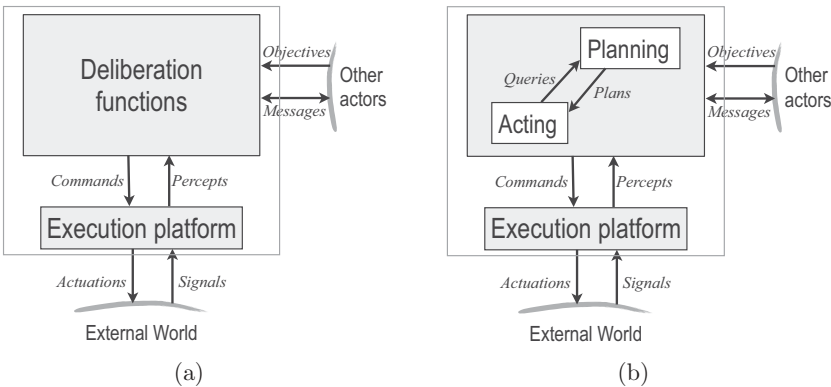 Deliberation
functions
Objectives
Other
actors
Messages
Commands
Percepts
Execution platform
Actuations
Signals
External World
(a)
Planning
Queries
Plans
Acting
Objectives
Other
actors
Messages
Commands
Percepts
Execution platform
Actuations
Signals
External World
(b)